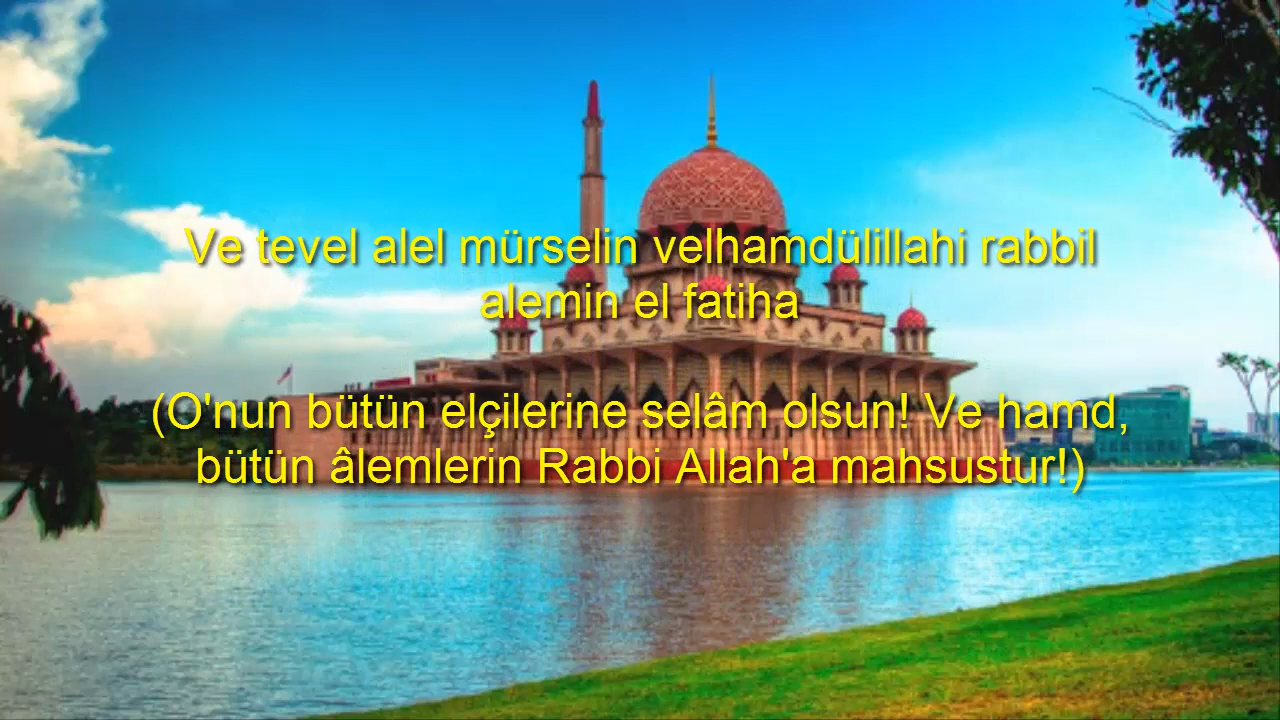 Ve tevel alel mürselin velhamdülillahi rabbil
alemin el fatiha
(O'nun bütün elçilerine selâm olsun! Ve hamd,
bütün âlemlerin Rabbi Allah'a mahsustur!)